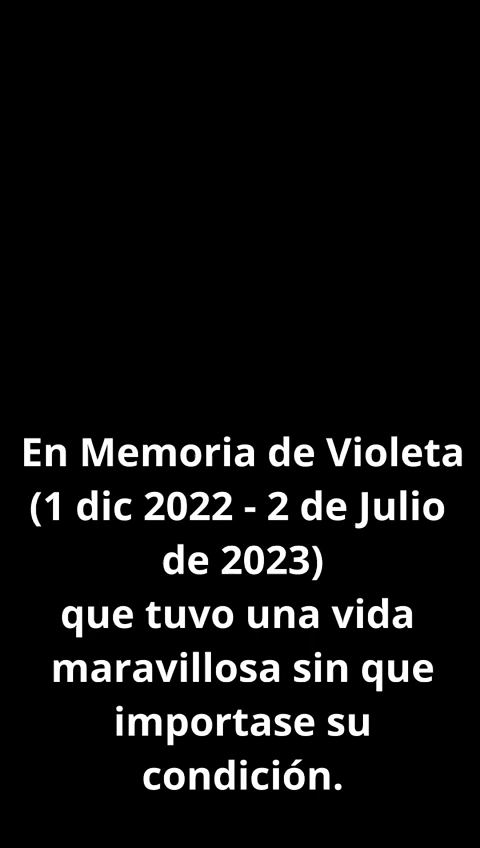 En Memoria de Violeta
(1 dic 2022 - 2 de Julio
de 2023)
que tuvo una vida
maravillosa sin que
importase su
condición.